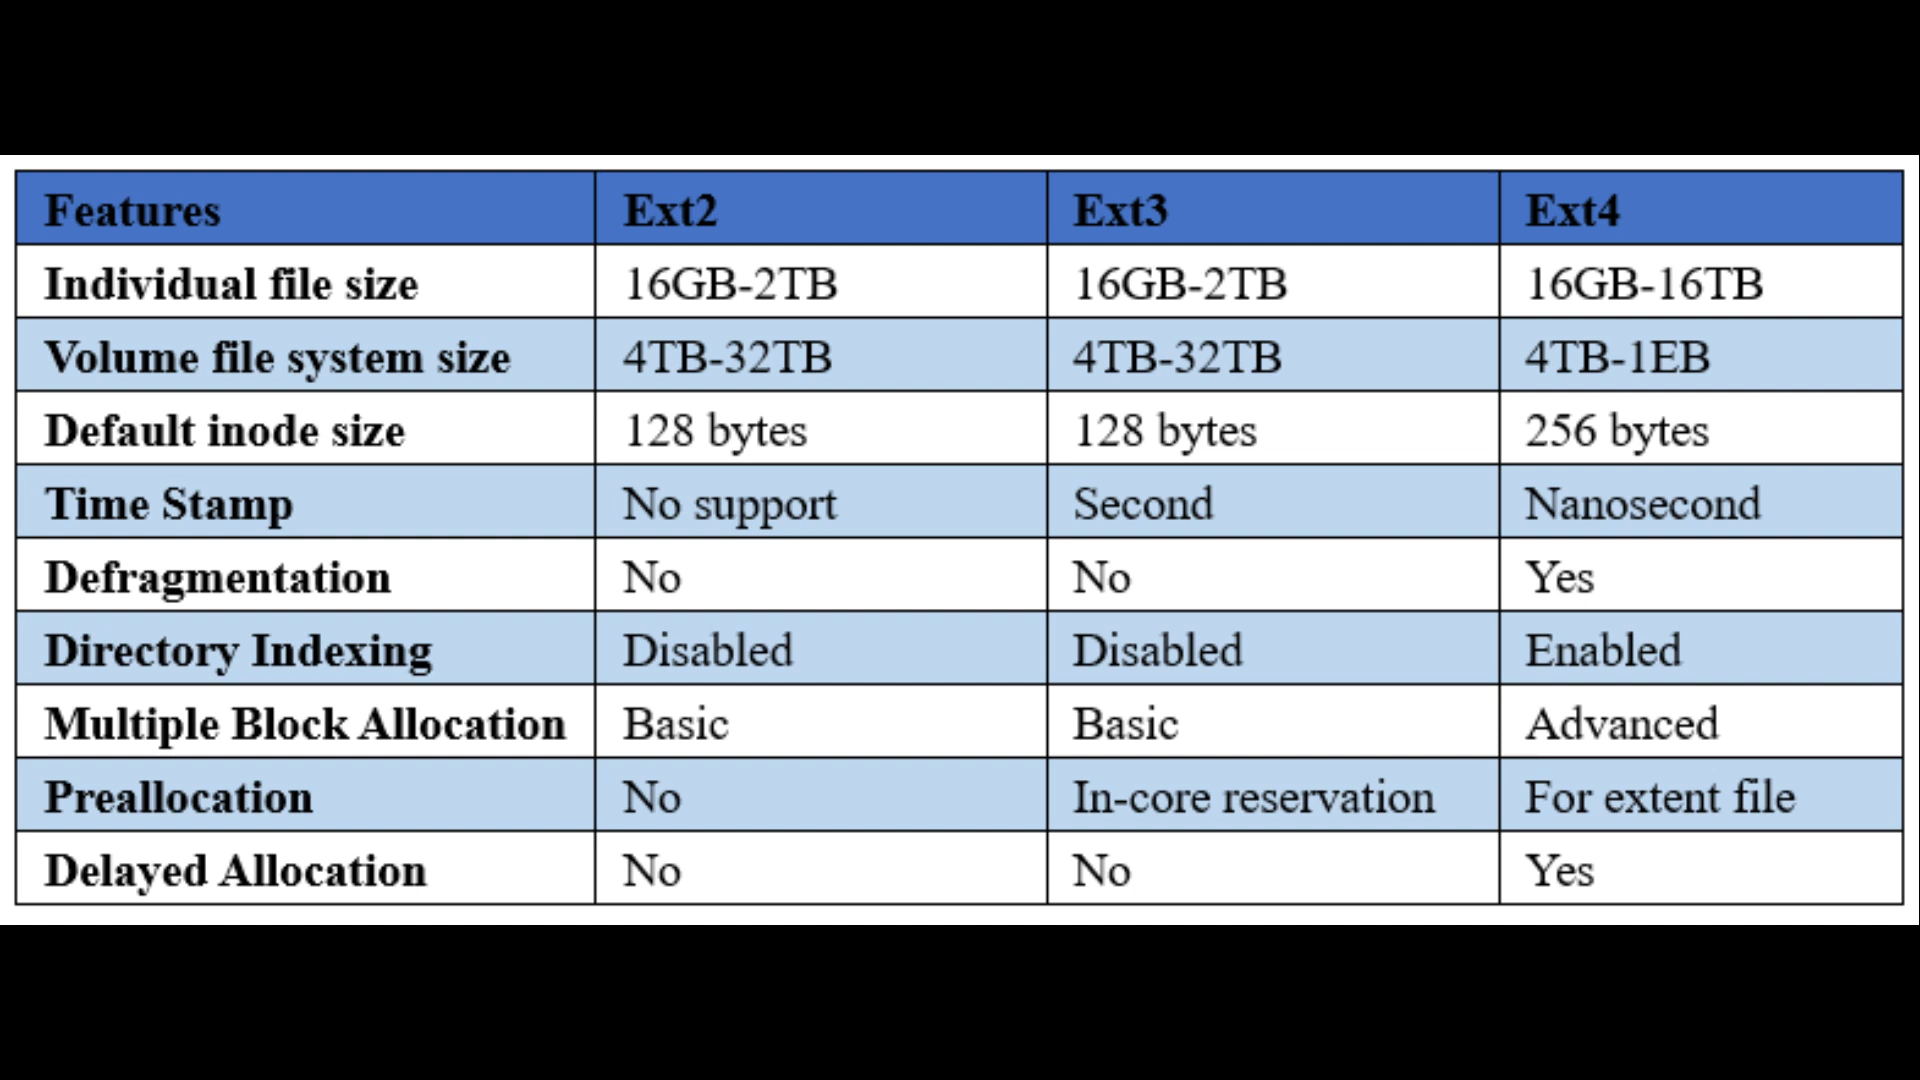 Features Ext2 Ext3 Ext4
Individual file size 16GB-2TB 16GB-2TB 16GB-16TB
Volume file system size 4TB-32TB 4TB-32TB 4TB-1EB
Default inode size 128 bytes 128 bytes 256 bytes
Time Stamp No support Second Nanosecond
Defragmentation No No Yes
Directory Indexing Disabled Disabled Enabled
Multiple Block Allocation Basic Basic Advanced
Preallocation No In-core reservation For extent file
Delayed Allocation No No Yes